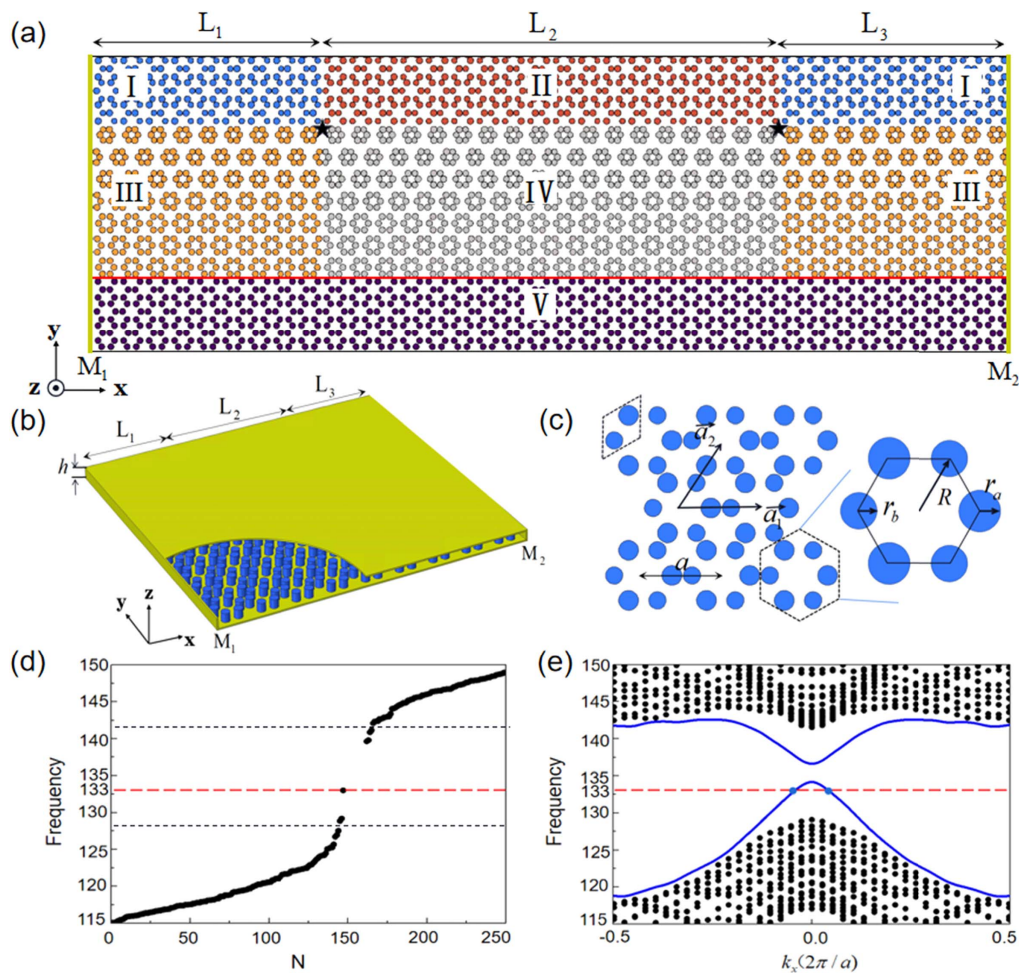 (a)
L₁ L₂ L₃
I II I
III IV III
V
y
z x
M₁ M₂
(b)
L₁ L₂ L₃
h
y z x
M₁
M₂
(c)
a₂
a₁
a
r_b R r_a
(d)
150
145
140
135
133
130
125
120
115
Frequency
0 50 100 150 200 250
N
(e)
150
145
140
135
133
130
125
120
115
Frequency
-0.5 0.0 0.5
kₓ(2π/a)